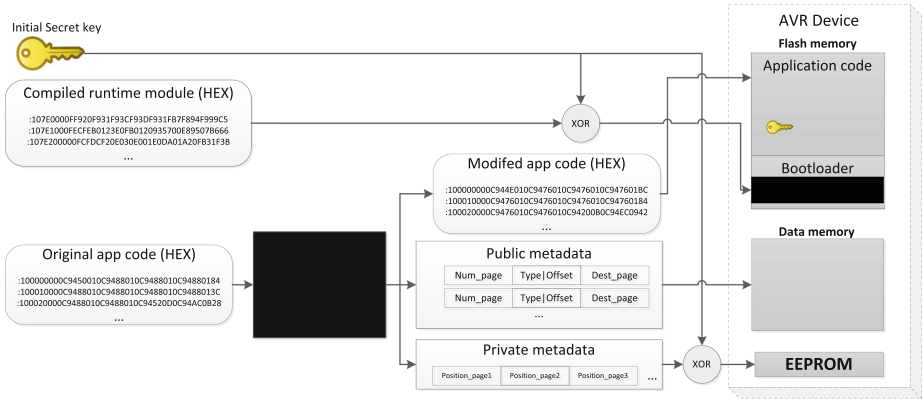 Initial Secret key
AVR Device
Flash memory
Application code
Compiled runtime module (HEX)
:107E0000FF920F931F93CF93DF931FB7F894F999C5
:107E1000FECFEB0123E0FB0120935700E89507B666
:107E200000FCFDCF20E030E001E0DA01A20FB31F3B
...
XOR
Modifed app code (HEX)
:100000000C944E010C9476010C9476010C947601BC
:100010000C9476010C9476010C9476010C94760184
:100020000C9476010C9476010C94200B0C94EC0942
...
Bootloader
Original app code (HEX)
:100000000C9450010C9488010C9488010C94880184
:100010000C9488010C9488010C9488010C9488013C
:100020000C9488010C9488010C94520D0C94AC0B28
...
Public metadata
Num_page Type|Offset Dest_page
Num_page Type|Offset Dest_page
...
Data memory
Private metadata
Position_page1 Position_page2 Position_page3 ...
XOR
EEPROM